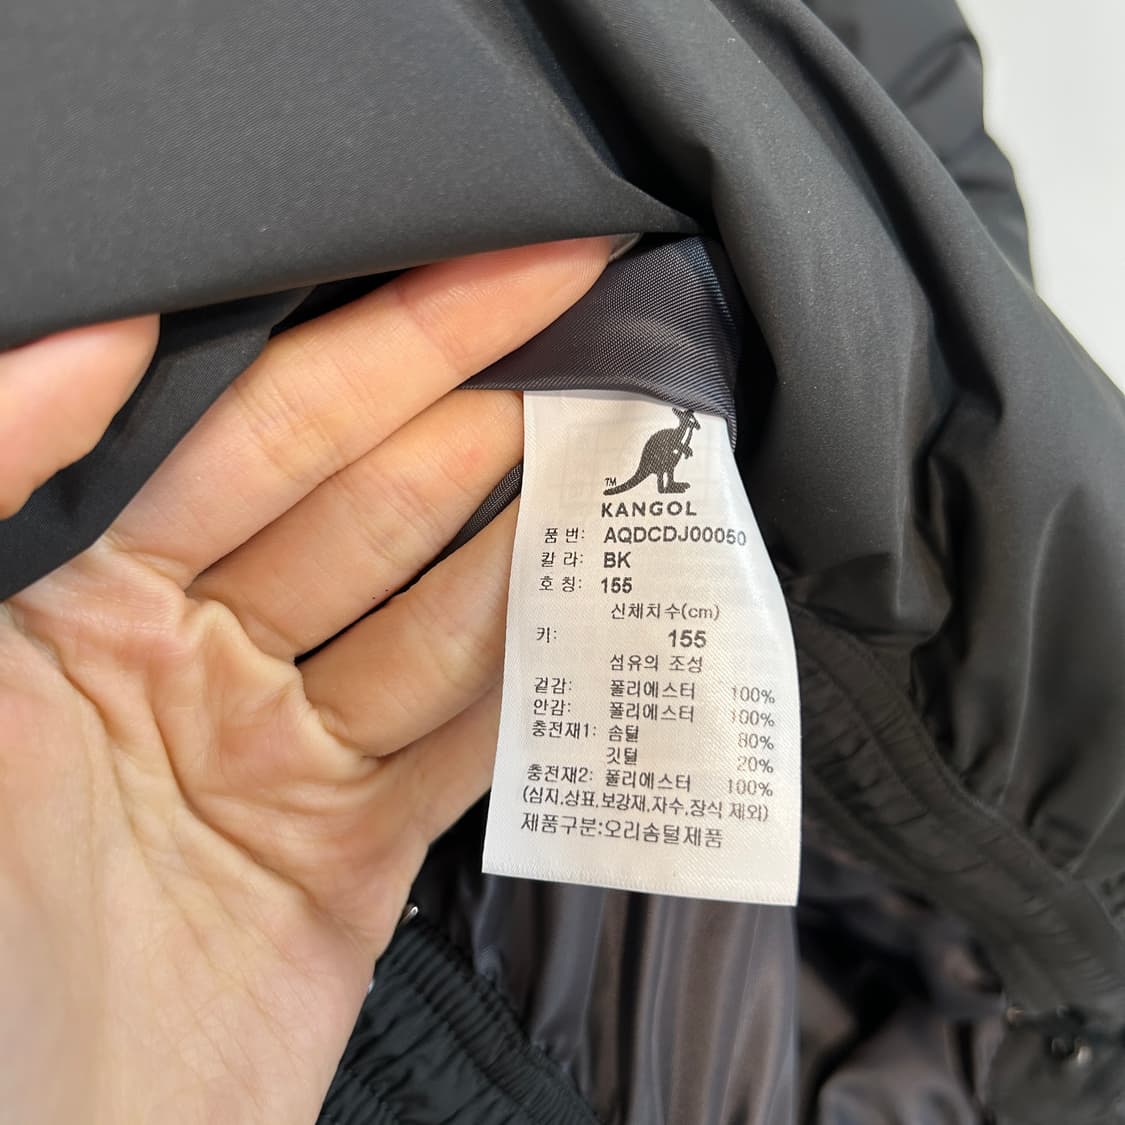 TM
KANGOL
품 번: AQDCDJ00050
칼 라: BK
호 칭: 155
신체치수(cm)
키: 155
섬유의 조성
겉감: 폴리에스터 100%
안감: 폴리에스터 100%
충전재1: 솜털 80%
깃털 20%
충전재2: 폴리에스터 100%
(심지,상표,보강재,자수,장식 제외)
제품구분:오리솜털제품